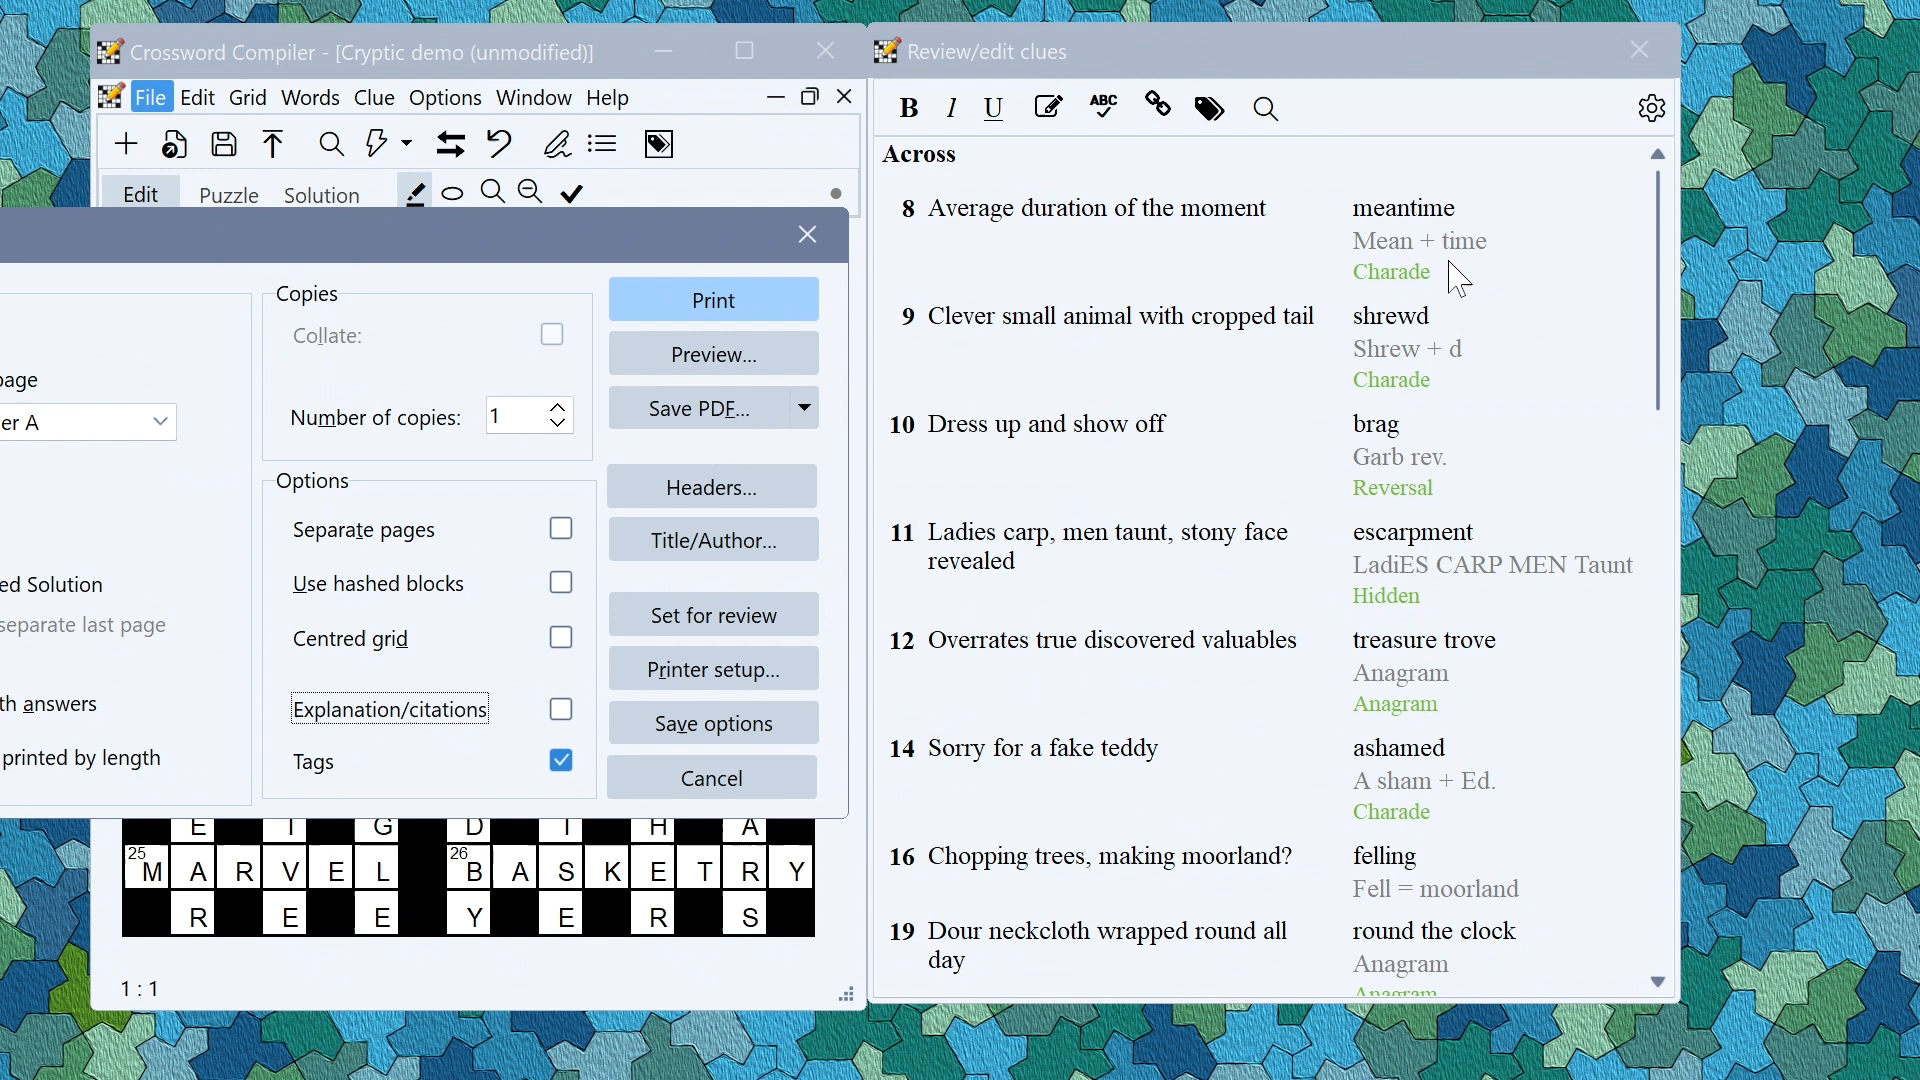 Crossword Compiler - [Cryptic demo (unmodified)]
File Edit Grid Words Clue Options Window Help
Edit Puzzle Solution
age
er A
ed Solution
separate last page
th answers
printed by length
Copies
Collate:
Number of copies: 1
Options
Separate pages
Use hashed blocks
Centred grid
Explanation/citations
Tags
Print
Preview...
Save PDF...
Headers...
Title/Author...
Set for review
Printer setup...
Save options
Cancel
E I G D I H A
25 M A R V E L 26 B A S K E T R Y
R E E Y E R S
1 : 1
Review/edit clues
B I U ABC
Across
8 Average duration of the moment meantime
Mean + time
Charade
9 Clever small animal with cropped tail shrewd
Shrew + d
Charade
10 Dress up and show off brag
Garb rev.
Reversal
11 Ladies carp, men taunt, stony face escarpment
revealed LadiES CARP MEN Taunt
Hidden
12 Overrates true discovered valuables treasure trove
Anagram
Anagram
14 Sorry for a fake teddy ashamed
A sham + Ed.
Charade
16 Chopping trees, making moorland? felling
Fell = moorland
19 Dour neckcloth wrapped round all round the clock
day Anagram
Anagram